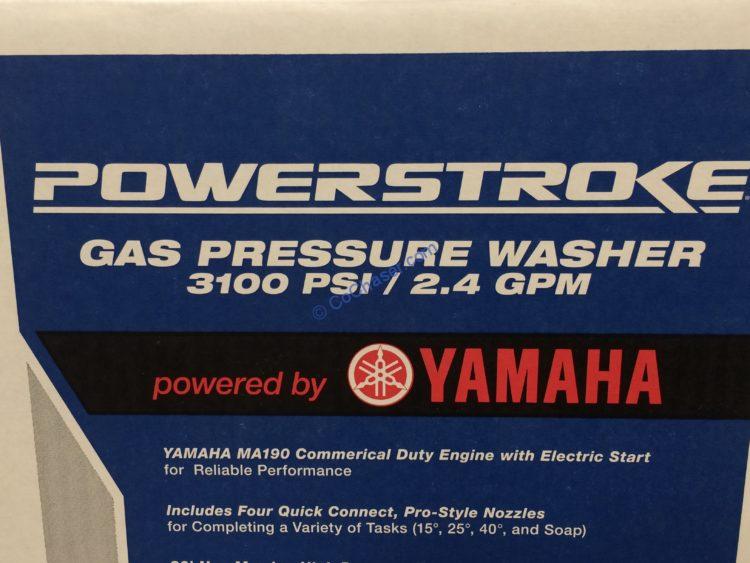 POWERSTROKE
GAS PRESSURE WASHER
3100 PSI / 2.4 GPM
© CoChaser.com
powered by YAMAHA
YAMAHA MA190 Commerical Duty Engine with Electric Start
for Reliable Performance
Includes Four Quick Connect, Pro-Style Nozzles
for Completing a Variety of Tasks (15°, 25°, 40°, and Soap)